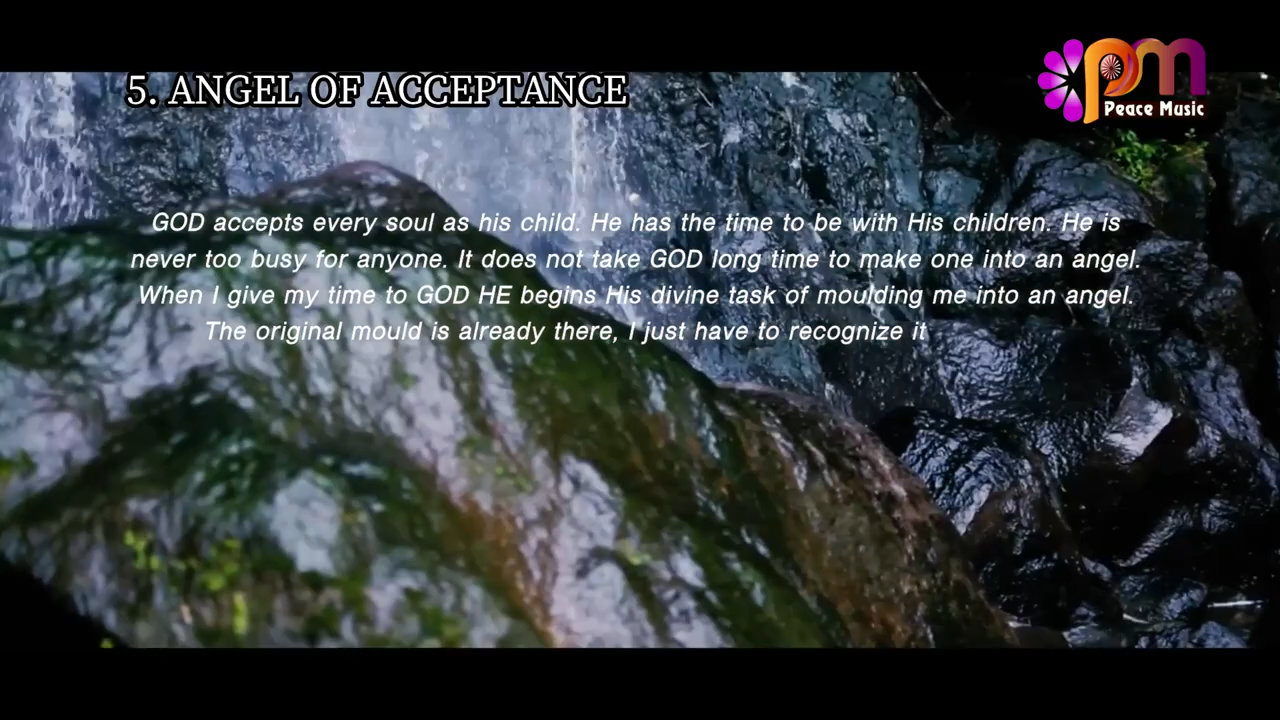 5. ANGEL OF ACCEPTANCE
pm
Peace Music
GOD accepts every soul as his child. He has the time to be with His children. He is
never too busy for anyone. It does not take GOD long time to make one into an angel.
When I give my time to GOD HE begins His divine task of moulding me into an angel.
The original mould is already there, I just have to recognize it